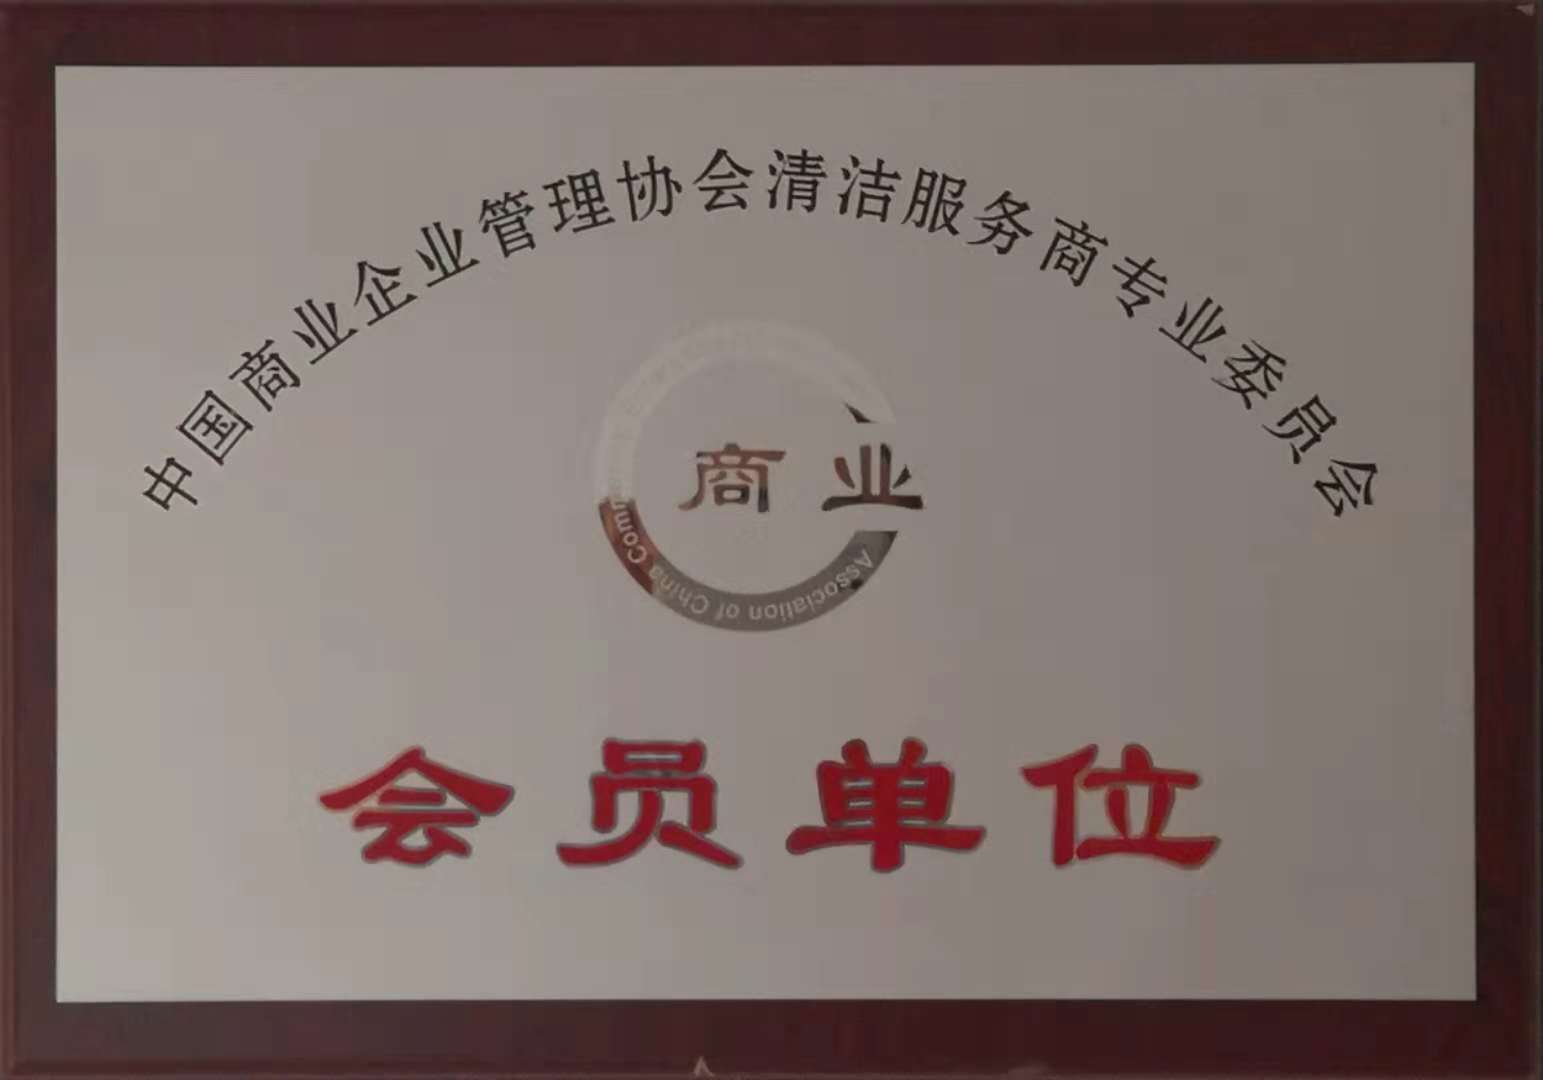 中国商业企业管理协会清洁服务商专业委员会
商业
Association of China Comm
会员单位